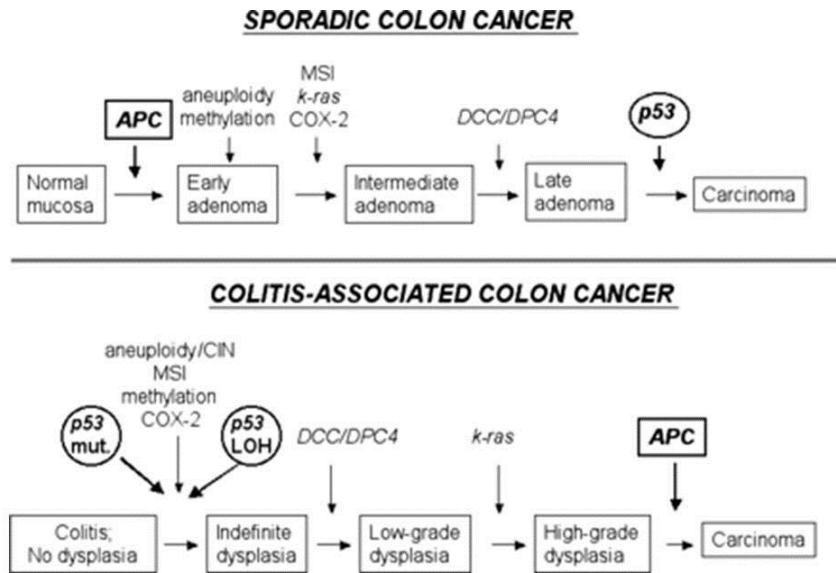 SPORADIC COLON CANCER
MSI
aneuploidy
k-ras
methylation
COX-2
APC
DCC/DPC4
p53
Normal
mucosa
Early
adenoma
Intermediate
adenoma
Late
adenoma
Carcinoma
COLITIS-ASSOCIATED COLON CANCER
aneuploidy/CIN
MSI
methylation
COX-2
p53
mut.
p53
LOH
DCC/DPC4
k-ras
APC
Colitis;
No dysplasia
Indefinite
dysplasia
Low-grade
dysplasia
High-grade
dysplasia
Carcinoma